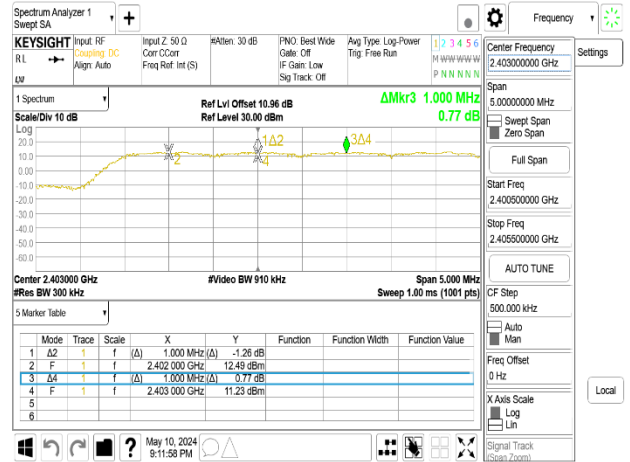 Spectrum Analyzer 1
Swept SA
+
Frequency
KEYSIGHT
RL
Input: RF
Coupling: DC
Align: Auto
Input Z: 50 Ω
Corr CCorr
Freq Ref: Int (S)
#Atten: 30 dB
PNO: Best Wide
Gate: Off
IF Gain: Low
Sig Track: Off
Avg Type: Log-Power
Trig: Free Run
1 2 3 4 5 6
M W W W W W
P N N N N N
1 Spectrum
Scale/Div 10 dB
Ref Lvl Offset 10.96 dB
Ref Level 30.00 dBm
ΔMkr3 1.000 MHz
0.77 dB
Log
20.0
10.0
0.00
-10.0
-20.0
-30.0
-40.0
-50.0
-60.0
2
1Δ2
4
3Δ4
Center 2.403000 GHz
#Res BW 300 kHz
#Video BW 910 kHz
Span 5.000 MHz
Sweep 1.00 ms (1001 pts)
5 Marker Table
Mode Trace Scale X Y Function Function Width Function Value
1 Δ2 1 f (Δ) 1.000 MHz (Δ) -1.26 dB
2 F 1 f 2.402 000 GHz 12.49 dBm
3 Δ4 1 f (Δ) 1.000 MHz (Δ) 0.77 dB
4 F 1 f 2.403 000 GHz 11.23 dBm
5
6
?
May 10, 2024
9:11:58 PM
Center Frequency
2.403000000 GHz
Settings
Span
5.00000000 MHz
Swept Span
Zero Span
Full Span
Start Freq
2.400500000 GHz
Stop Freq
2.405500000 GHz
AUTO TUNE
CF Step
500.000 kHz
Auto
Man
Freq Offset
0 Hz
X Axis Scale
Log
Lin
Local
Signal Track
(Span Zoom)